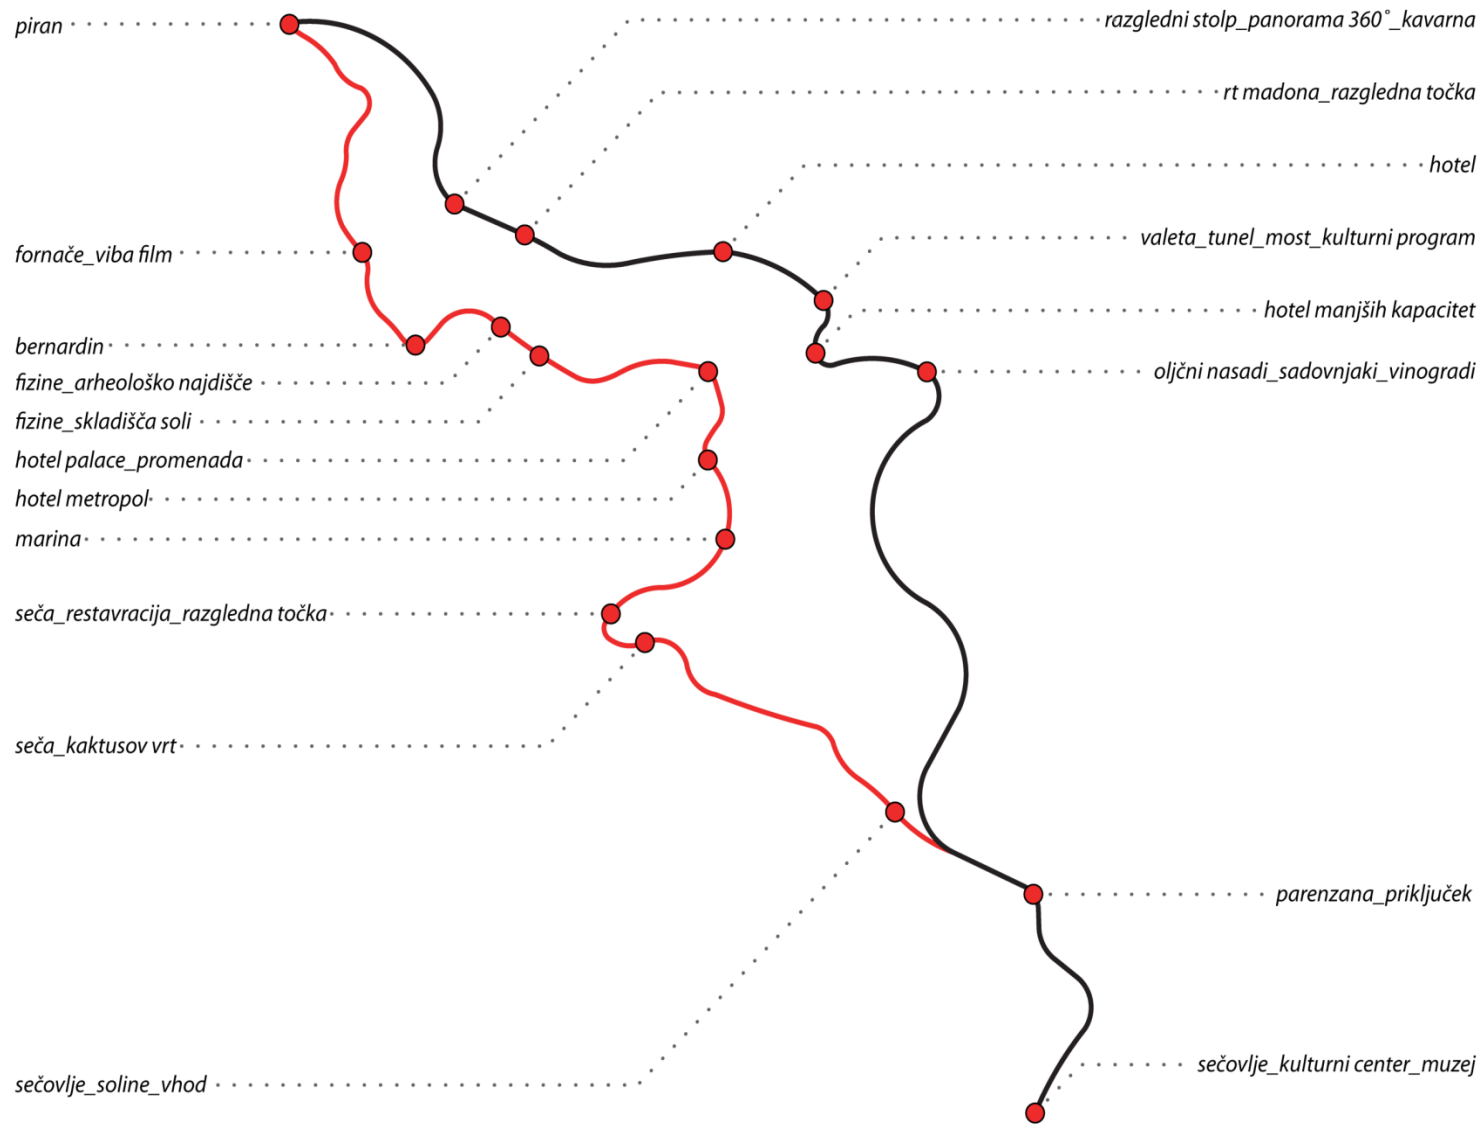 piran
fornače_viba film
bernardin
fizine_arheološko najdišče
fizine_skladišča soli
hotel palace_promenada
hotel metropol
marina
seča_restavracija_razgledna točka
seča_kaktusov vrt
sečovlje_soline_vhod
razgledni stolp_panorama 360°_kavarna
rt madona_razgledna točka
hotel
valeta_tunel_most_kulturni program
hotel manjših kapacitet
oljčni nasadi_sadovnjaki_vinogradi
parenzana_priključek
sečovlje_kulturni center_muzej